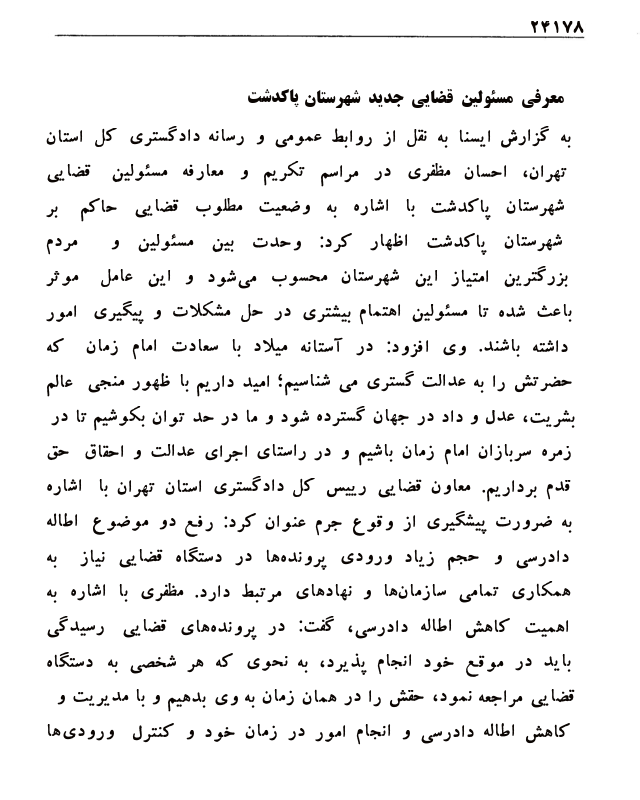 ۲۴۱۷۸
معرفی مسئولین قضایی جدید شهرستان پاکدشت
به گزارش ایسنا به نقل از روابط عمومی و رسانه دادگستری کل استان
تهران، احسان مظفری در مراسم تکریم و معارفه مسئولین قضایی
شهرستان پاکدشت با اشاره به وضعیت مطلوب قضایی حاکم بر
شهرستان پاکدشت اظهار کرد: وحدت بین مسئولین و مردم
بزرگترین امتیاز این شهرستان محسوب می‌شود و این عامل موثر
باعث شده تا مسئولین اهتمام بیشتری در حل مشکلات و پیگیری امور
داشته باشند. وی افزود: در آستانه میلاد با سعادت امام زمان که
حضرتش را به عدالت گستری می شناسیم؛ امید داریم با ظهور منجی عالم
بشریت، عدل و داد در جهان گسترده شود و ما در حد توان بکوشیم تا در
زمره سربازان امام زمان باشیم و در راستای اجرای عدالت و احقاق حق
قدم برداریم. معاون قضایی رییس کل دادگستری استان تهران با اشاره
به ضرورت پیشگیری از وقوع جرم عنوان کرد: رفع دو موضوع اطاله
دادرسی و حجم زیاد ورودی پرونده‌ها در دستگاه قضایی نیاز به
همکاری تمامی سازمان‌ها و نهادهای مرتبط دارد. مظفری با اشاره به
اهمیت کاهش اطاله دادرسی، گفت: در پرونده‌های قضایی رسیدگی
باید در موقع خود انجام پذیرد، به نحوی که هر شخصی به دستگاه
قضایی مراجعه نمود، حقش را در همان زمان به وی بدهیم و با مدیریت و
کاهش اطاله دادرسی و انجام امور در زمان خود و کنترل ورودی‌ها